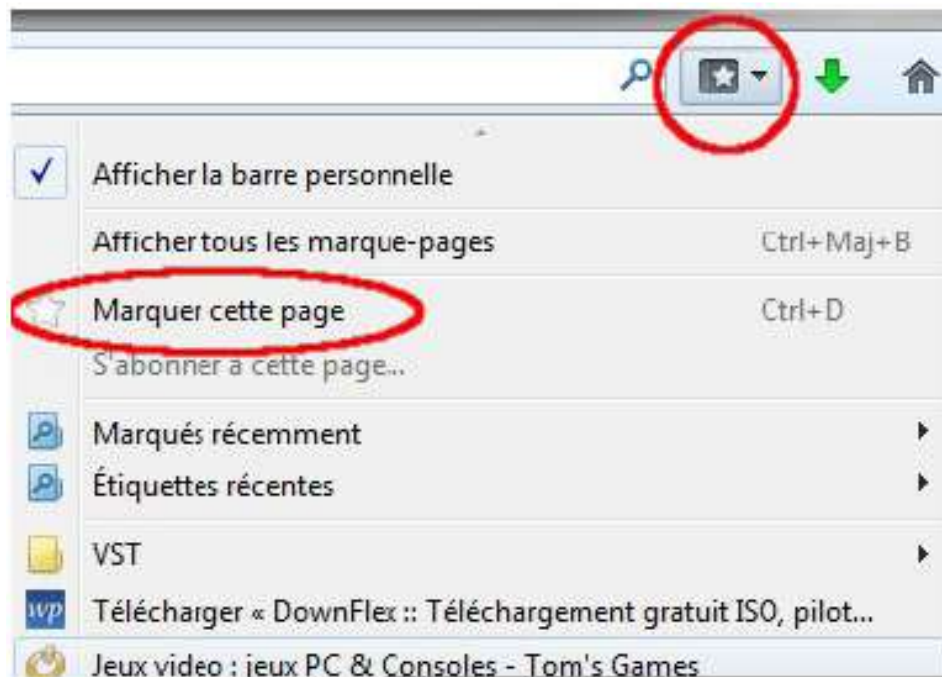 Afficher la barre personnelle
Afficher tous les marque-pages Ctrl+Maj+B
Marquer cette page Ctrl+D
S'abonner à cette page...
Marqués récemment
Étiquettes récentes
VST
wp Télécharger « DownFlex :: Téléchargement gratuit ISO, pilot...
Jeux video : jeux PC & Consoles - Tom's Games